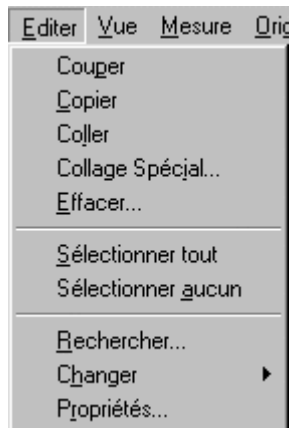 Editer Vue Mesure Orig
Couper
Copier
Coller
Collage Spécial...
Effacer...
Sélectionner tout
Sélectionner aucun
Rechercher...
Changer
Propriétés...